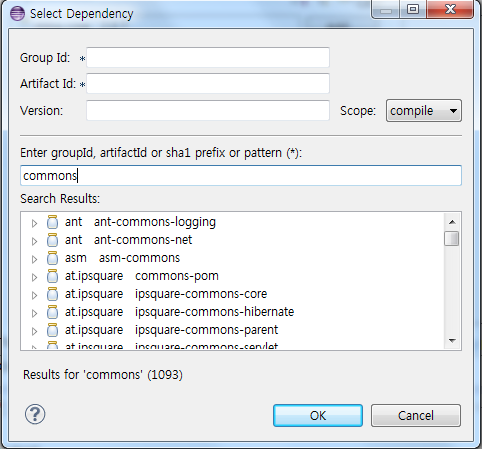 Select Dependency
Group Id: *
Artifact Id: *
Version: Scope: compile
Enter groupId, artifactId or sha1 prefix or pattern (*):
commons
Search Results:
ant ant-commons-logging
ant ant-commons-net
asm asm-commons
at.ipsquare commons-pom
at.ipsquare ipsquare-commons-core
at.ipsquare ipsquare-commons-hibernate
at.ipsquare ipsquare-commons-parent
at.ipsquare ipsquare-commons-servlet
Results for 'commons' (1093)
? OK Cancel